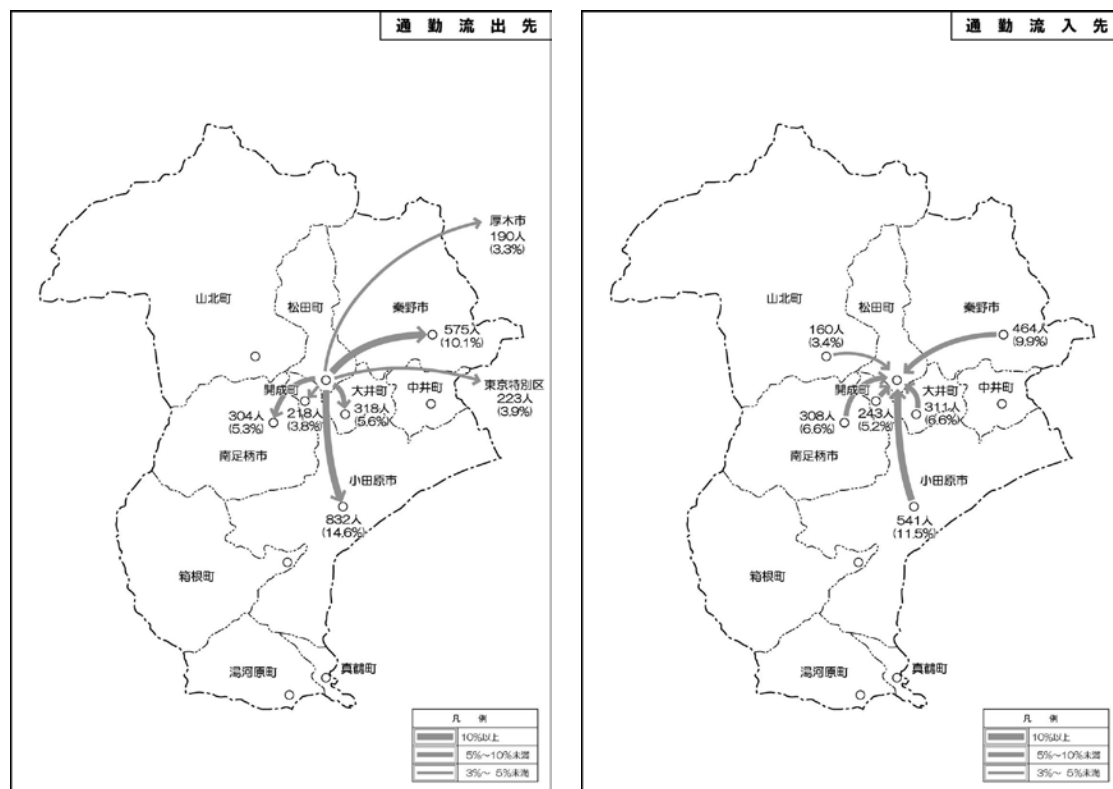 通勤流出先
厚木市
190人
(3.3%)
山北町
松田町
秦野市
575人
(10.1%)
開成町
大井町
中井町
東京特別区
223人
(3.9%)
304人
(5.3%)
218人
(3.8%)
318人
(5.6%)
南足柄市
小田原市
832人
(14.6%)
箱根町
湯河原町
真鶴町
凡例
10%以上
5%~10%未満
3%~ 5%未満
通勤流入先
山北町
松田町
秦野市
160人
(3.4%)
464人
(9.9%)
開成町
大井町
中井町
308人
(6.6%)
243人
(5.2%)
311人
(6.6%)
南足柄市
小田原市
541人
(11.5%)
箱根町
湯河原町
真鶴町
凡例
10%以上
5%~10%未満
3%~ 5%未満